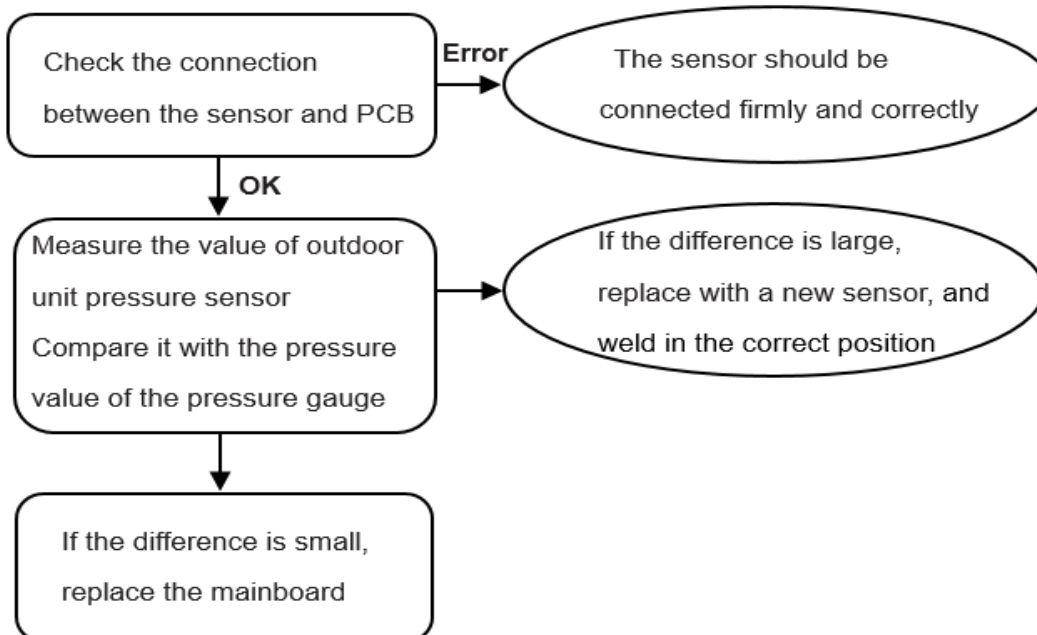 Check the connection
between the sensor and PCB
Error
The sensor should be
connected firmly and correctly
OK
Measure the value of outdoor
unit pressure sensor
Compare it with the pressure
value of the pressure gauge
If the difference is large,
replace with a new sensor, and
weld in the correct position
If the difference is small,
replace the mainboard